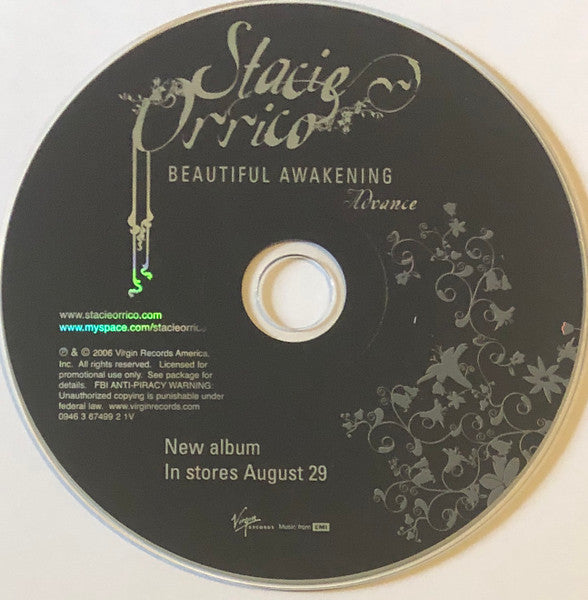 Stacie
Orrico
BEAUTIFUL AWAKENING
Advance
www.stacieorrico.com
www.myspace.com/stacieorrico
℗ & © 2006 Virgin Records America,
Inc. All rights reserved. Licensed for
promotional use only. See package for
details. FBI ANTI-PIRACY WARNING:
Unauthorized copying is punishable under
federal law. www.virginrecords.com
0946 3 67499 2 1V
New album
In stores August 29
Virgin RECORDS Music from EMI